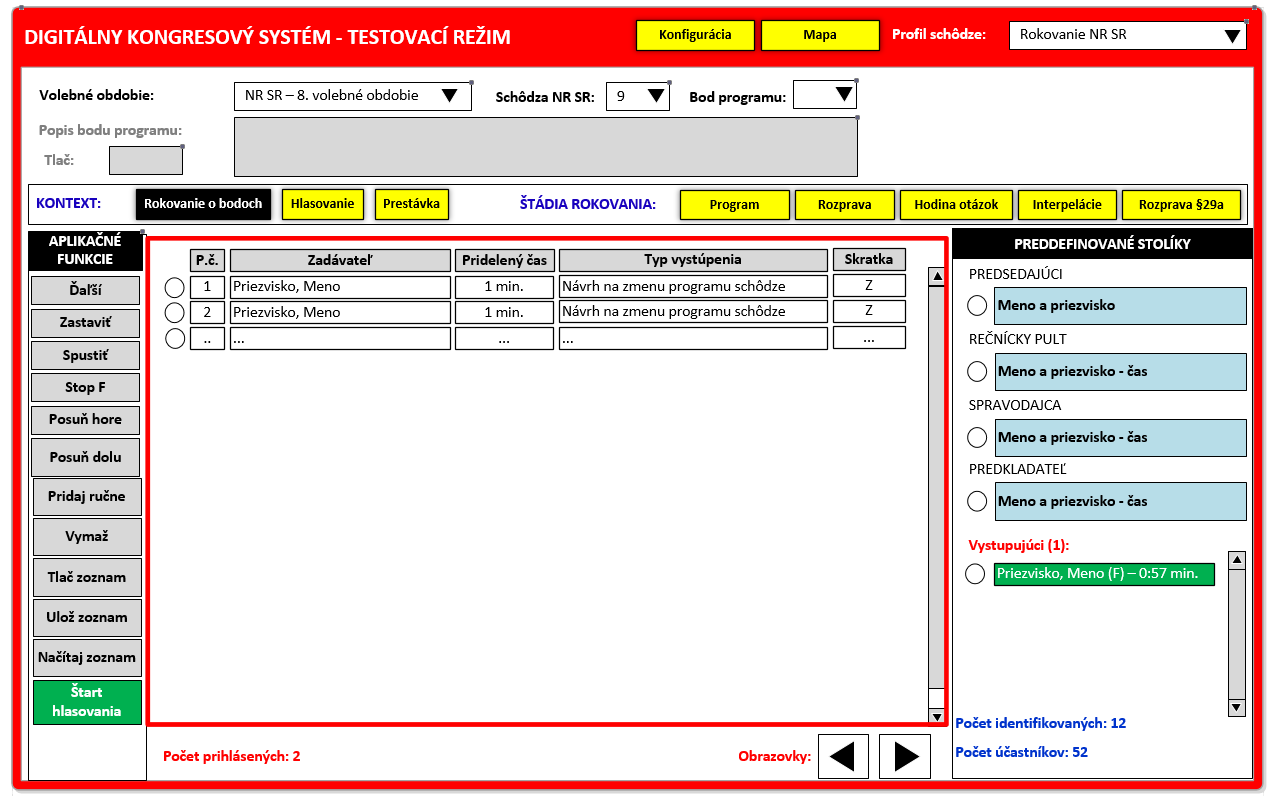 DIGITÁLNY KONGRESOVÝ SYSTÉM - TESTOVACÍ REŽIM
Konfigurácia
Mapa
Profil schôdze:
Rokovanie NR SR
Volebné obdobie:
NR SR – 8. volebné obdobie
Schôdza NR SR:
9
Bod programu:
Popis bodu programu:
Tlač:
KONTEXT:
Rokovanie o bodoch
Hlasovanie
Prestávka
ŠTÁDIA ROKOVANIA:
Program
Rozprava
Hodina otázok
Interpelácie
Rozprava §29a
APLIKAČNÉ
FUNKCIE
Ďaľší
Zastaviť
Spustiť
Stop F
Posuň hore
Posuň dolu
Pridaj ručne
Vymaž
Tlač zoznam
Ulož zoznam
Načítaj zoznam
Štart
hlasovania
P.č. Zadávateľ Pridelený čas Typ vystúpenia Skratka
1 Priezvisko, Meno 1 min. Návrh na zmenu programu schôdze Z
2 Priezvisko, Meno 1 min. Návrh na zmenu programu schôdze Z
.. ... ... ... ...
Počet prihlásených: 2
Obrazovky:
PREDDEFINOVANÉ STOLÍKY
PREDSEDAJÚCI
Meno a priezvisko
REČNÍCKY PULT
Meno a priezvisko - čas
SPRAVODAJCA
Meno a priezvisko - čas
PREDKLADATEĽ
Meno a priezvisko - čas
Vystupujúci (1):
Priezvisko, Meno (F) – 0:57 min.
Počet identifikovaných: 12
Počet účastníkov: 52